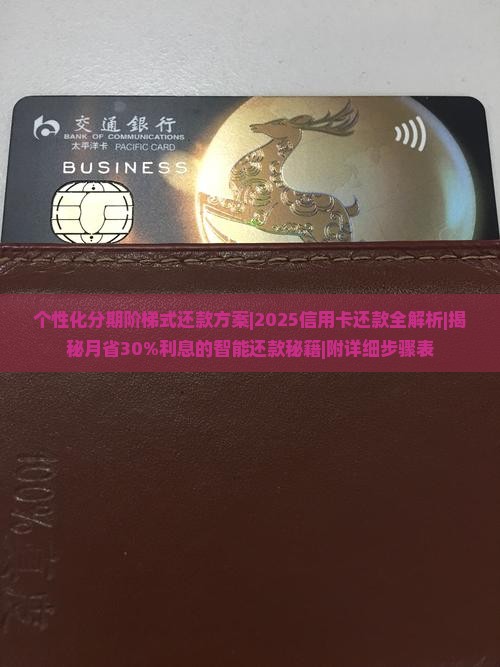 交通銀行
BANK OF COMMUNICATIONS
太平洋卡 PACIFIC CARD
BUSINESS
个性化分期阶梯式还款方案|2025信用卡还款全解析|揭
秘月省30%利息的智能还款秘籍|附详细步骤表
100%真皮